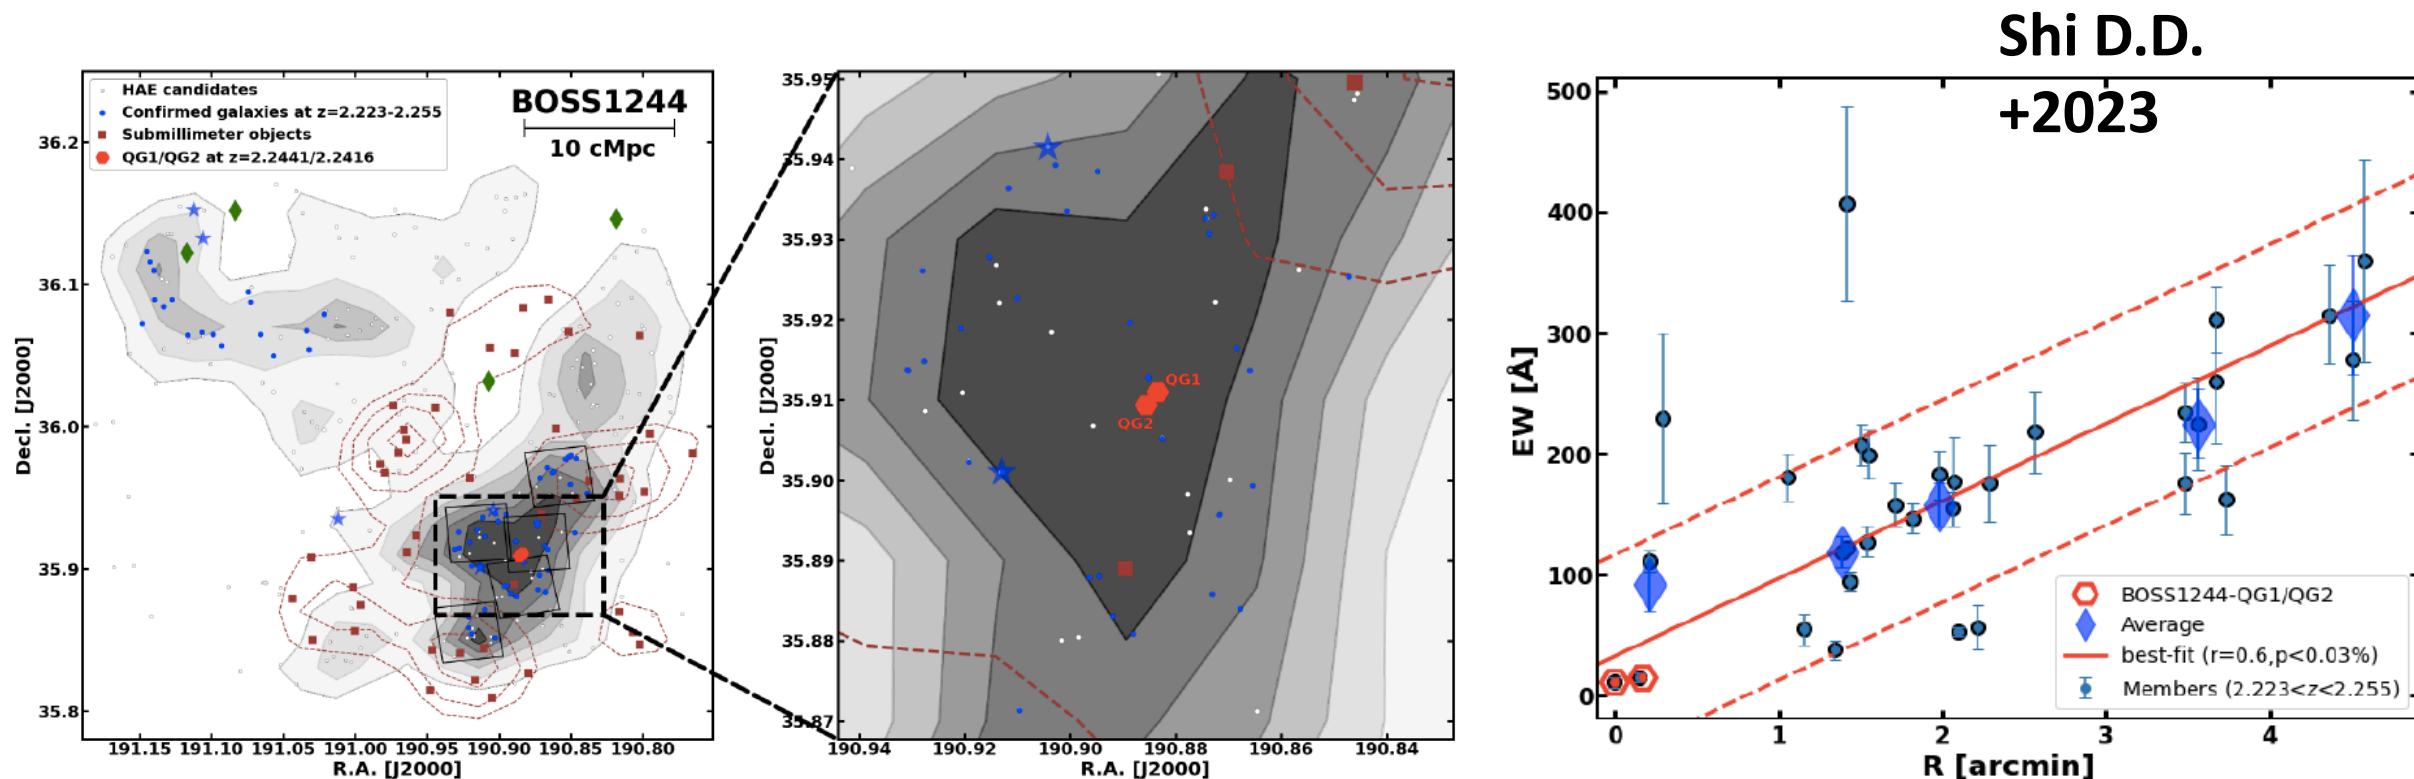 Shi D.D.
+2023
HAE candidates
Confirmed galaxies at z=2.223-2.255
Submillimeter objects
QG1/QG2 at z=2.2441/2.2416
BOSS1244
10 cMpc
36.2
36.1
36.0
35.9
35.8
Decl. [J2000]
191.15 191.10 191.05 191.00 190.95 190.90 190.85 190.80
R.A. [J2000]
35.95
35.94
35.93
35.92
35.91
35.90
35.89
35.88
35.87
Decl. [J2000]
QG1
QG2
190.94 190.92 190.90 190.88 190.86 190.84
R.A. [J2000]
500
400
300
200
100
0
EW [Å]
BOSS1244-QG1/QG2
Average
best-fit (r=0.6,p<0.03%)
Members (2.223<z<2.255)
0 1 2 3 4
R [arcmin]